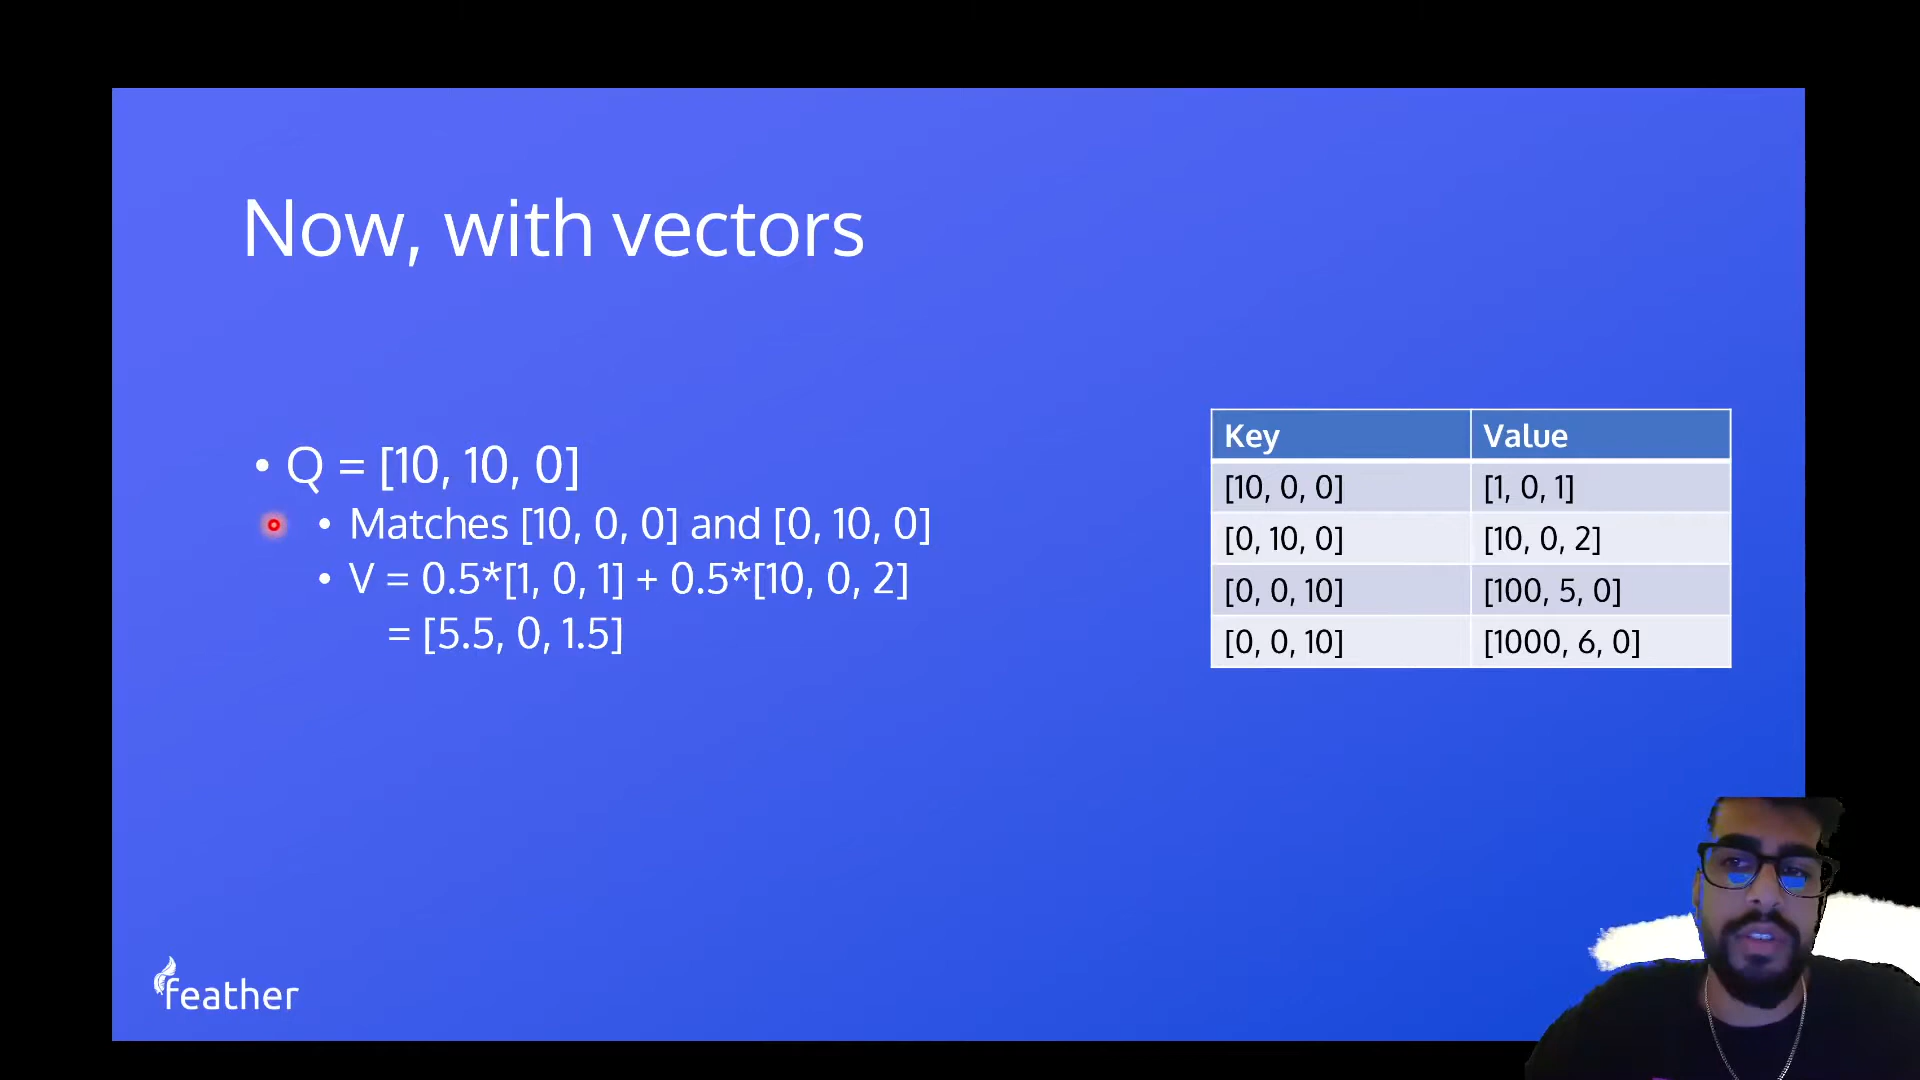 Now, with vectors
• Q = [10, 10, 0]
• Matches [10, 0, 0] and [0, 10, 0]
• V = 0.5*[1, 0, 1] + 0.5*[10, 0, 2]
= [5.5, 0, 1.5]
Key Value
[10, 0, 0] [1, 0, 1]
[0, 10, 0] [10, 0, 2]
[0, 0, 10] [100, 5, 0]
[0, 0, 10] [1000, 6, 0]
feather